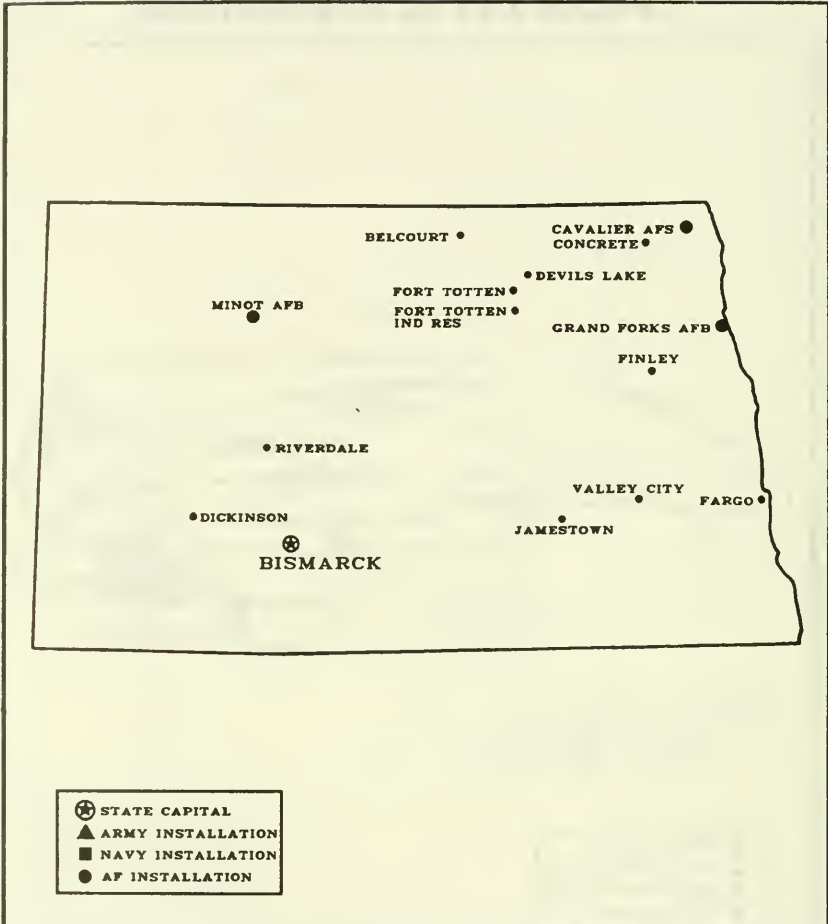 BELCOURT
CAVALIER AFS
CONCRETE
DEVILS LAKE
FORT TOTTEN
MINOT AFB
FORT TOTTEN
IND RES
GRAND FORKS AFB
FINLEY
RIVERDALE
VALLEY CITY
FARGO
DICKINSON
JAMESTOWN
BISMARCK
STATE CAPITAL
ARMY INSTALLATION
NAVY INSTALLATION
AF INSTALLATION